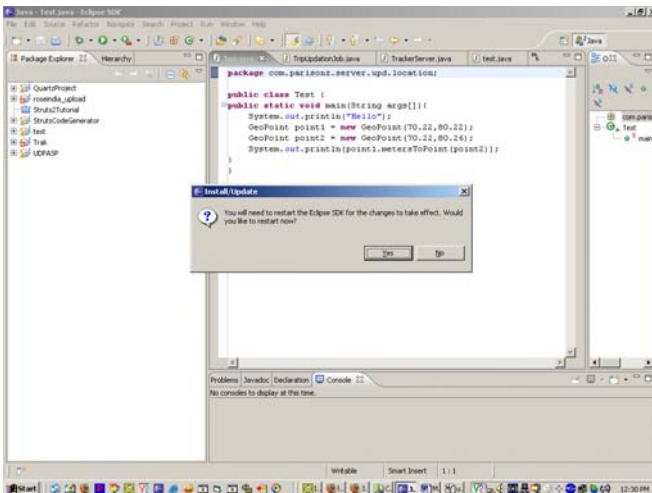 Java - Test.java - Eclipse SDK
File Edit Source Refactor Navigate Search Project Run Window Help
Java
Package Explorer Hierarchy
TripUpdationJob.java TrackerServer.java test.java
QuartzProject
roseindia_upload
Struts2Tutorial
StrutsCodeGenerator
test
Trak
UDPASP
package com.parisonz.server.upd.location;
public class Test {
public static void main(String args[]){
System.out.println("Hello");
GeoPoint point1 = new GeoPoint(70.22,80.22);
GeoPoint point2 = new GeoPoint(70.22,80.26);
System.out.println(point1.metersToPoint(point2));
}
}
com.paris
Test
main
Install/Update
You will need to restart the Eclipse SDK for the changes to take effect. Would
you like to restart now?
Yes No
Problems Javadoc Declaration Console
No consoles to display at this time.
Writable Smart Insert 1:1
Start 12:30 PM